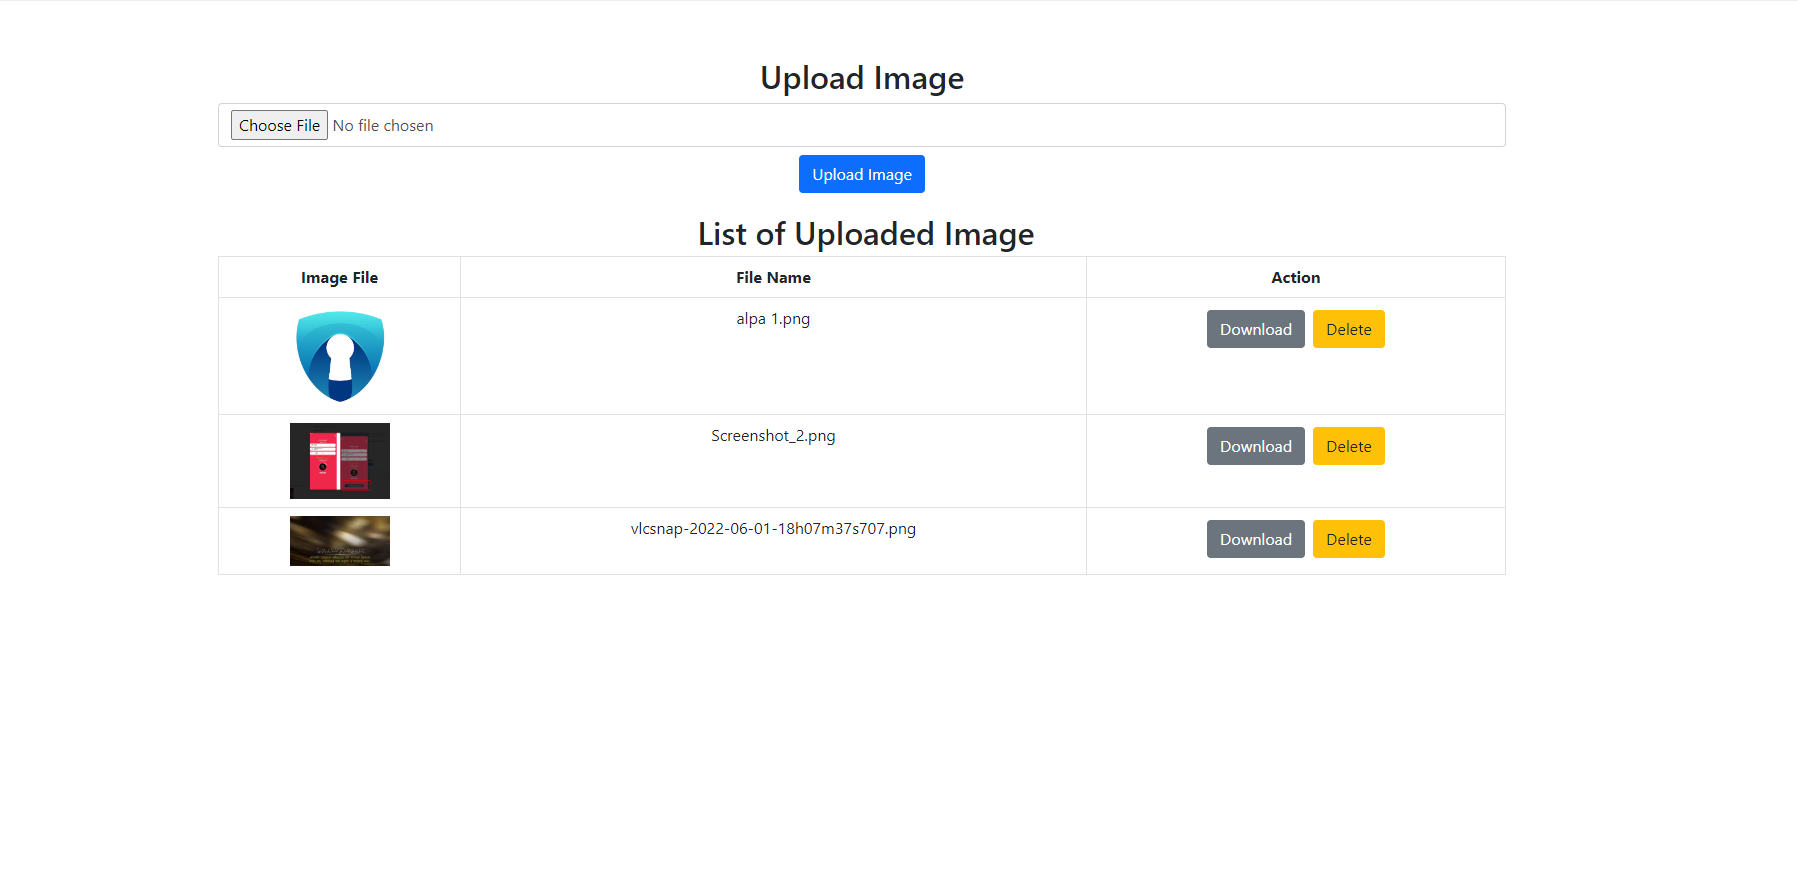 Upload Image
Choose File No file chosen
Upload Image
List of Uploaded Image
Image File File Name Action
alpa 1.png Download Delete
Screenshot_2.png Download Delete
vlcsnap-2022-06-01-18h07m37s707.png Download Delete